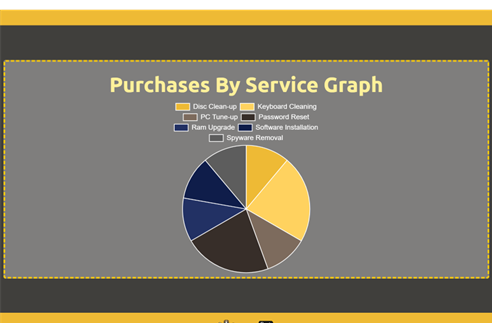 Purchases By Service Graph
Disc Clean-up Keyboard Cleaning
PC Tune-up Password Reset
Ram Upgrade Software Installation
Spyware Removal